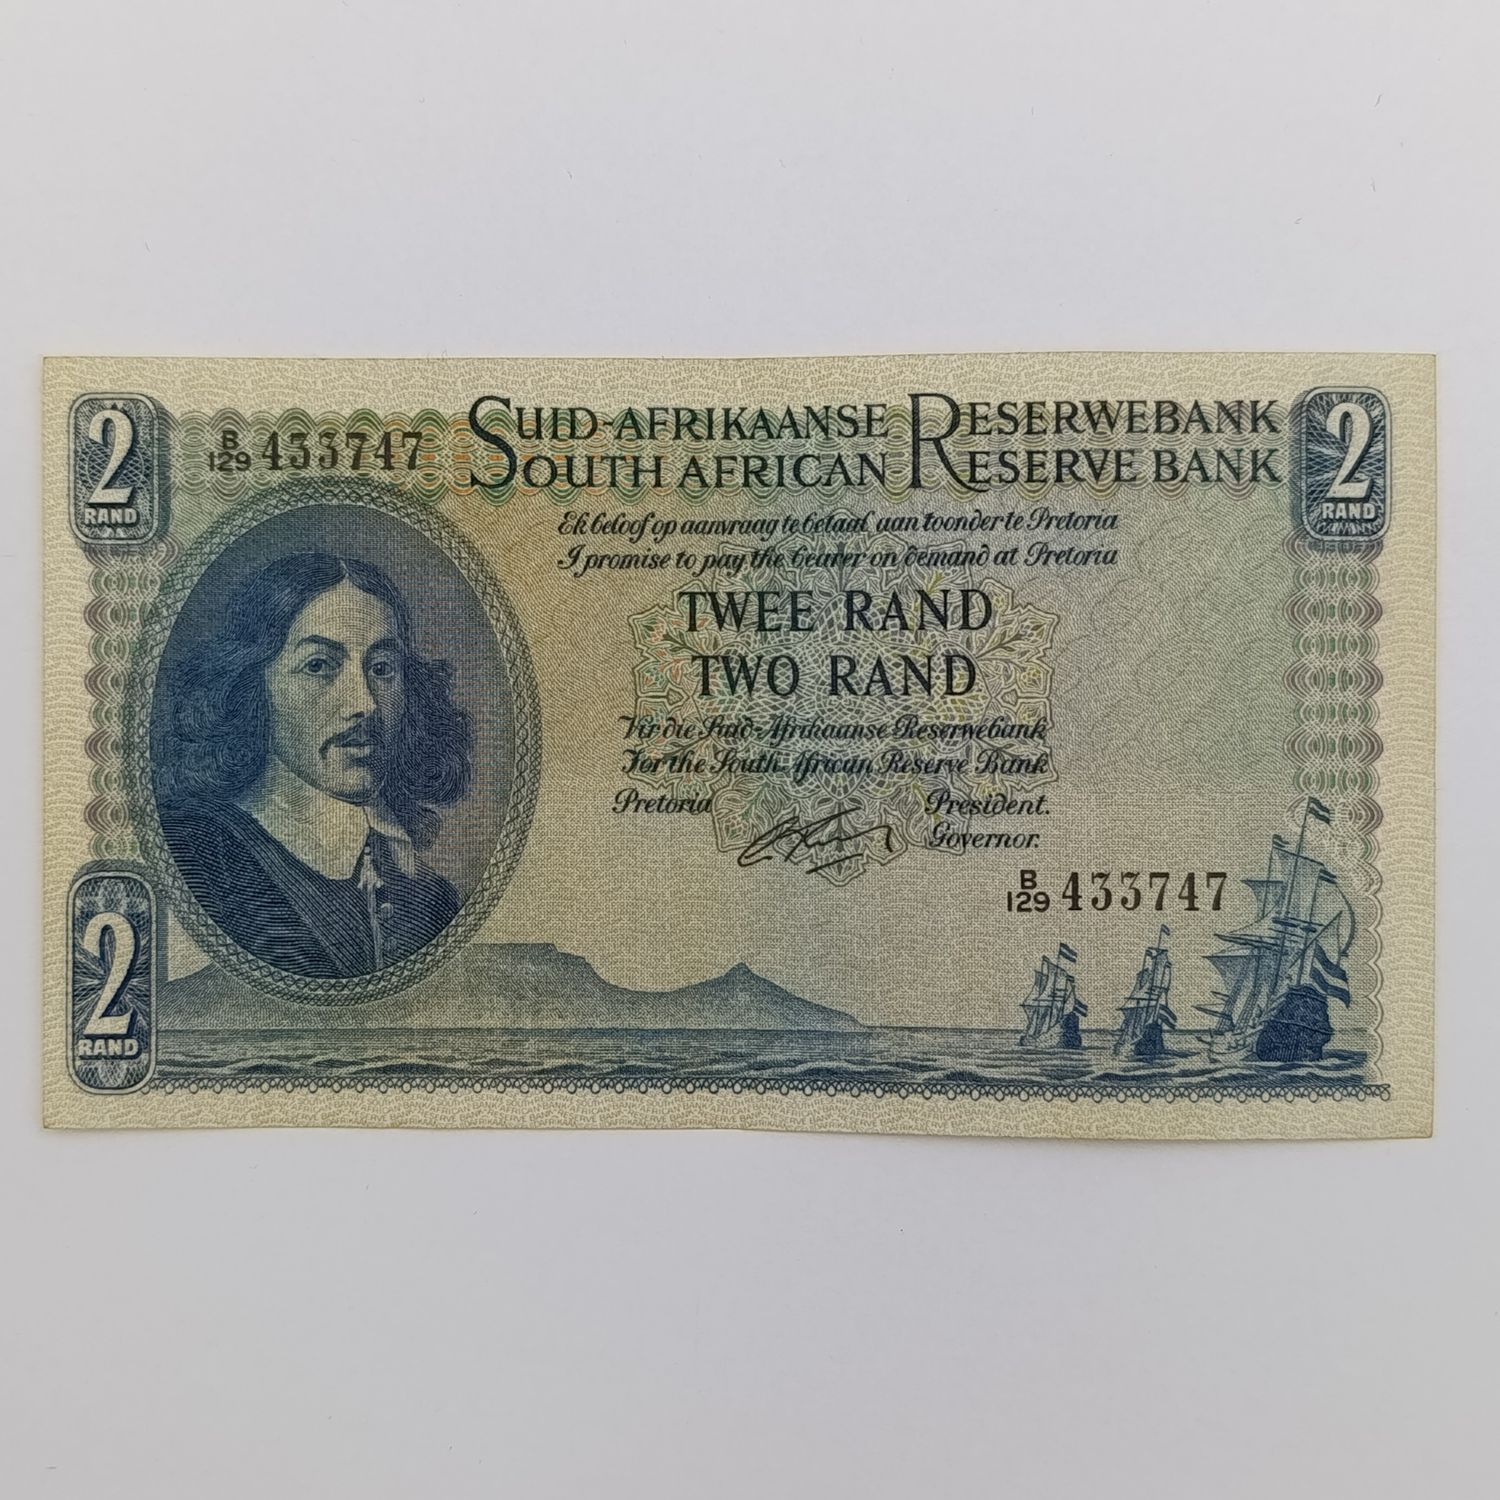 2
RAND
B/129 433747
SUID-AFRIKAANSE RESERWEBANK
SOUTH AFRICAN RESERVE BANK
2
RAND
Ek beloof op aanvraag te betaal aan toonder te Pretoria
I promise to pay the bearer on demand at Pretoria
TWEE RAND
TWO RAND
Vir die Suid-Afrikaanse Reserwebank
For the South African Reserve Bank
Pretoria
President.
Governor.
B/129 433747
2
RAND